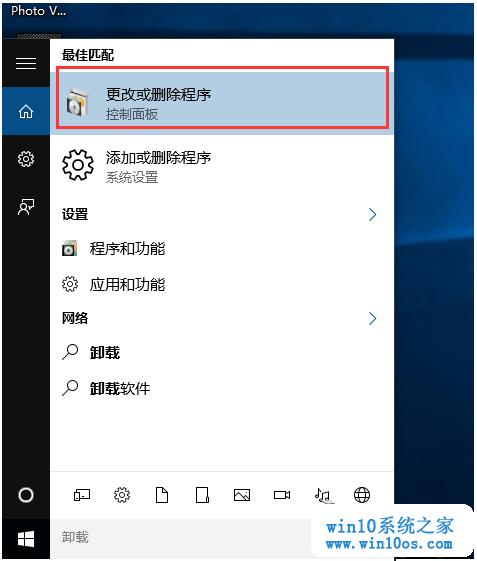 Photo V...
最佳匹配
更改或删除程序
控制面板
添加或删除程序
系统设置
设置
程序和功能
应用和功能
网络
卸载
卸载软件
卸载
win10系统之家
www.win10os.com